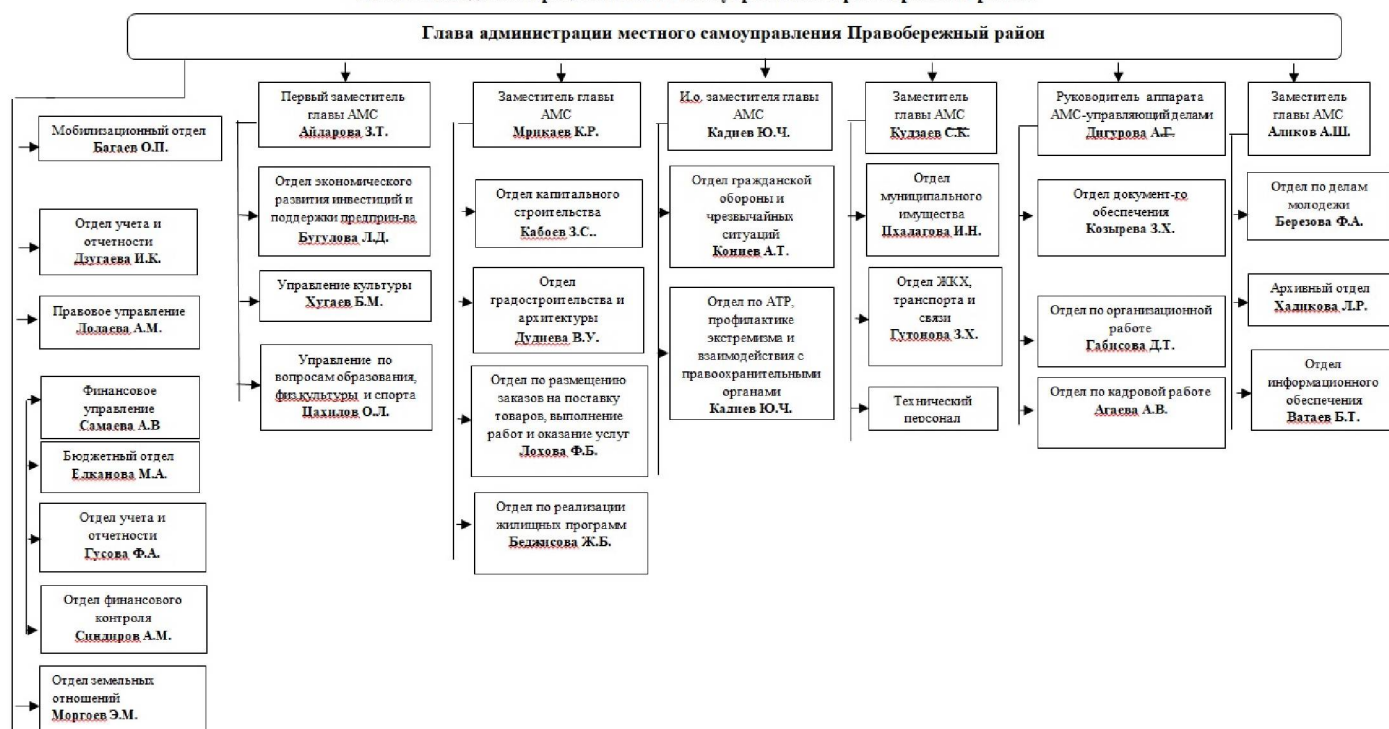 Глава администрации местного самоуправления Правобережный район
Мобилизационный отдел
Багаев О.П.
Отдел учета и
отчетности
Дзугаева И.К.
Правовое управление
Лолаева А.М.
Финансовое
управление
Самаева А.В
Бюджетный отдел
Елканова М.А.
Отдел учета и
отчетности
Гусова Ф.А.
Отдел финансового
контроля
Синдиров А.М.
Отдел земельных
отношений
Моргоев Э.М.
Первый заместитель
главы АМС
Айларова З.Т.
Отдел экономического
развития инвестиций и
поддержки предприн-ва
Бугулова Л.Д.
Управление культуры
Хугаев Б.М.
Управление по
вопросам образования,
физкультуры и спорта
Цахилов О.Л.
Заместитель главы
АМС
Мрикаев К.Р.
Отдел капитального
строительства
Кабоев З.С..
Отдел
градостроительства и
архитектуры
Дудиева В.У.
Отдел по размещению
заказов на поставку
товаров, выполнение
работ и оказание услуг
Лохова Ф.Б.
Отдел по реализации
жилищных программ
Беджисова Ж.Б.
И.о. заместителя главы
АМС
Кадиев Ю.Ч.
Отдел гражданской
обороны и
чрезвычайных
ситуаций
Кониев А.Т.
Отдел по АТР,
профилактике
экстремизма и
взаимодействия с
правоохранительными
органами
Кадиев Ю.Ч.
Заместитель
главы АМС
Кудзаев С.К.
Отдел
муниципального
имущества
Цхалагова И.Н.
Отдел ЖКХ,
транспорта и
связи
Гутонова З.Х.
Технический
персонал
Руководитель аппарата
АМС-управляющий делами
Дигурова А.Г.
Отдел документ-го
обеспечения
Козырева З.Х.
Отдел по организационной
работе
Габисова Д.Т.
Отдел по кадровой работе
Агаева А.В.
Заместитель
главы АМС
Аликов А.Ш.
Отдел по делам
молодежи
Березова Ф.А.
Архивный отдел
Хадикова Л.Р.
Отдел
информационного
обеспечения
Ватаев Б.Т.